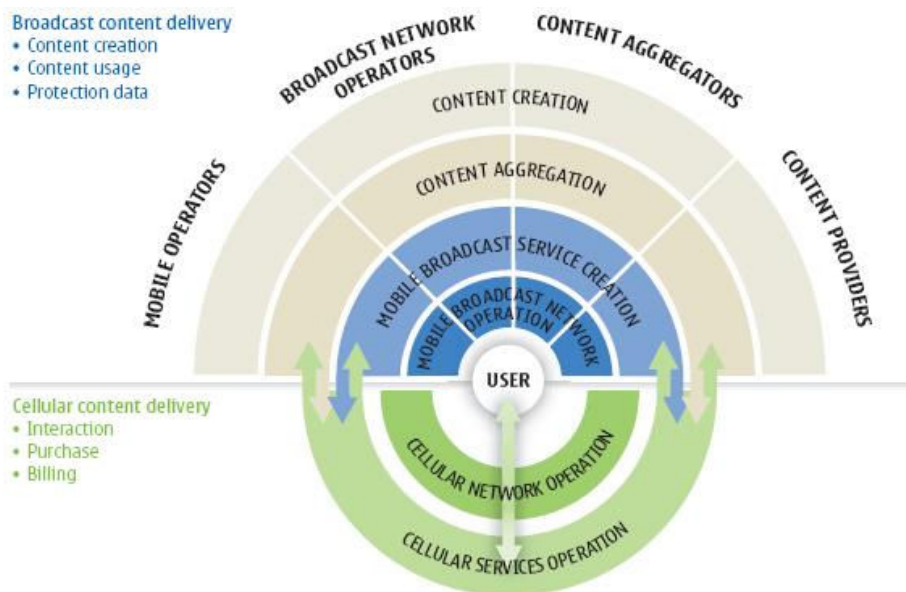 Broadcast content delivery
• Content creation
• Content usage
• Protection data
BROADCAST NETWORK
OPERATORS
CONTENT AGGREGATORS
MOBILE OPERATORS
CONTENT PROVIDERS
CONTENT CREATION
CONTENT AGGREGATION
MOBILE BROADCAST SERVICE CREATION
MOBILE BROADCAST NETWORK
OPERATION
USER
Cellular content delivery
• Interaction
• Purchase
• Billing
CELLULAR NETWORK OPERATION
CELLULAR SERVICES OPERATION